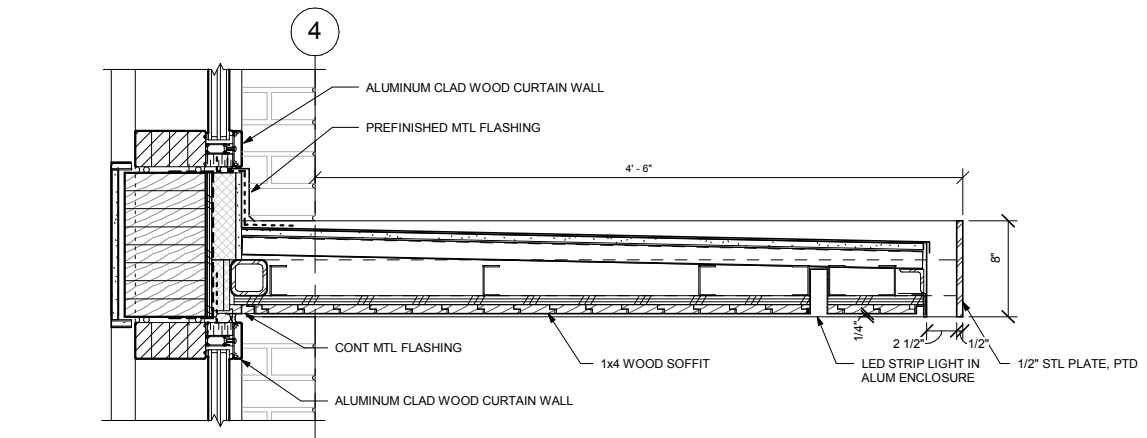 4
ALUMINUM CLAD WOOD CURTAIN WALL
PREFINISHED MTL FLASHING
4' - 6"
8"
1/4"
2 1/2"
1/2"
CONT MTL FLASHING
1x4 WOOD SOFFIT
LED STRIP LIGHT IN
ALUM ENCLOSURE
1/2" STL PLATE, PTD
ALUMINUM CLAD WOOD CURTAIN WALL